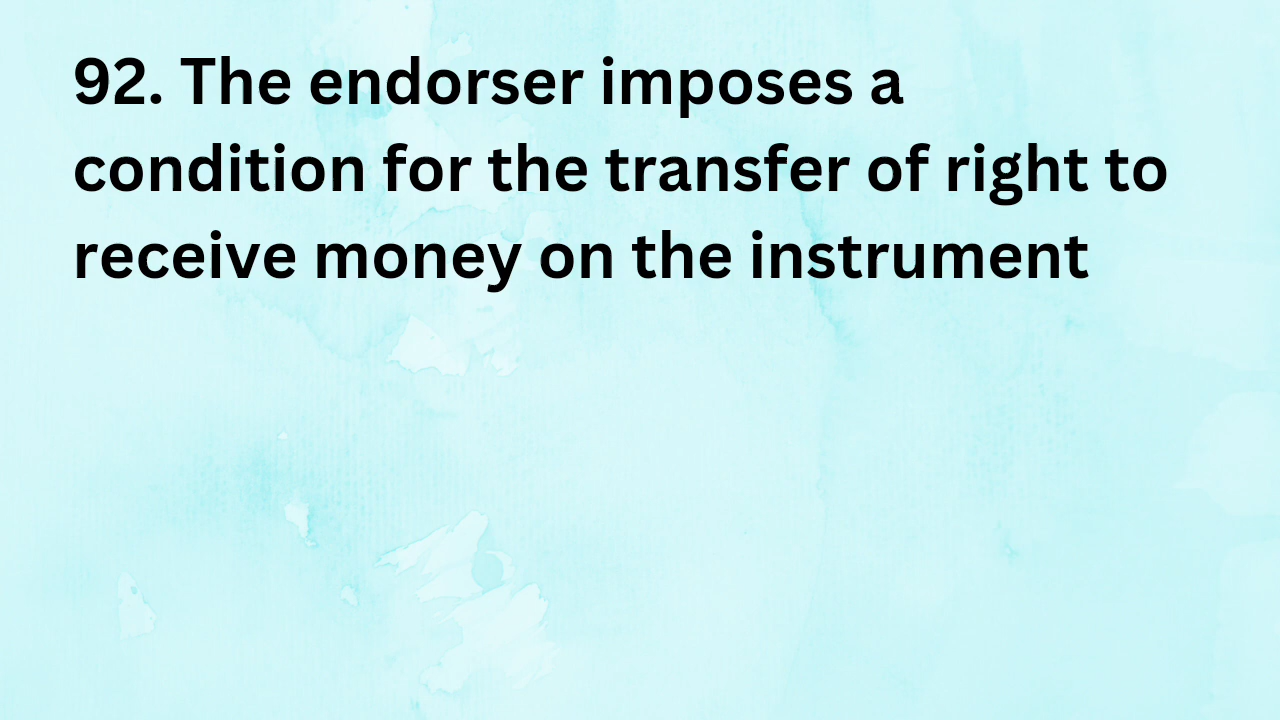 92. The endorser imposes a
condition for the transfer of right to
receive money on the instrument